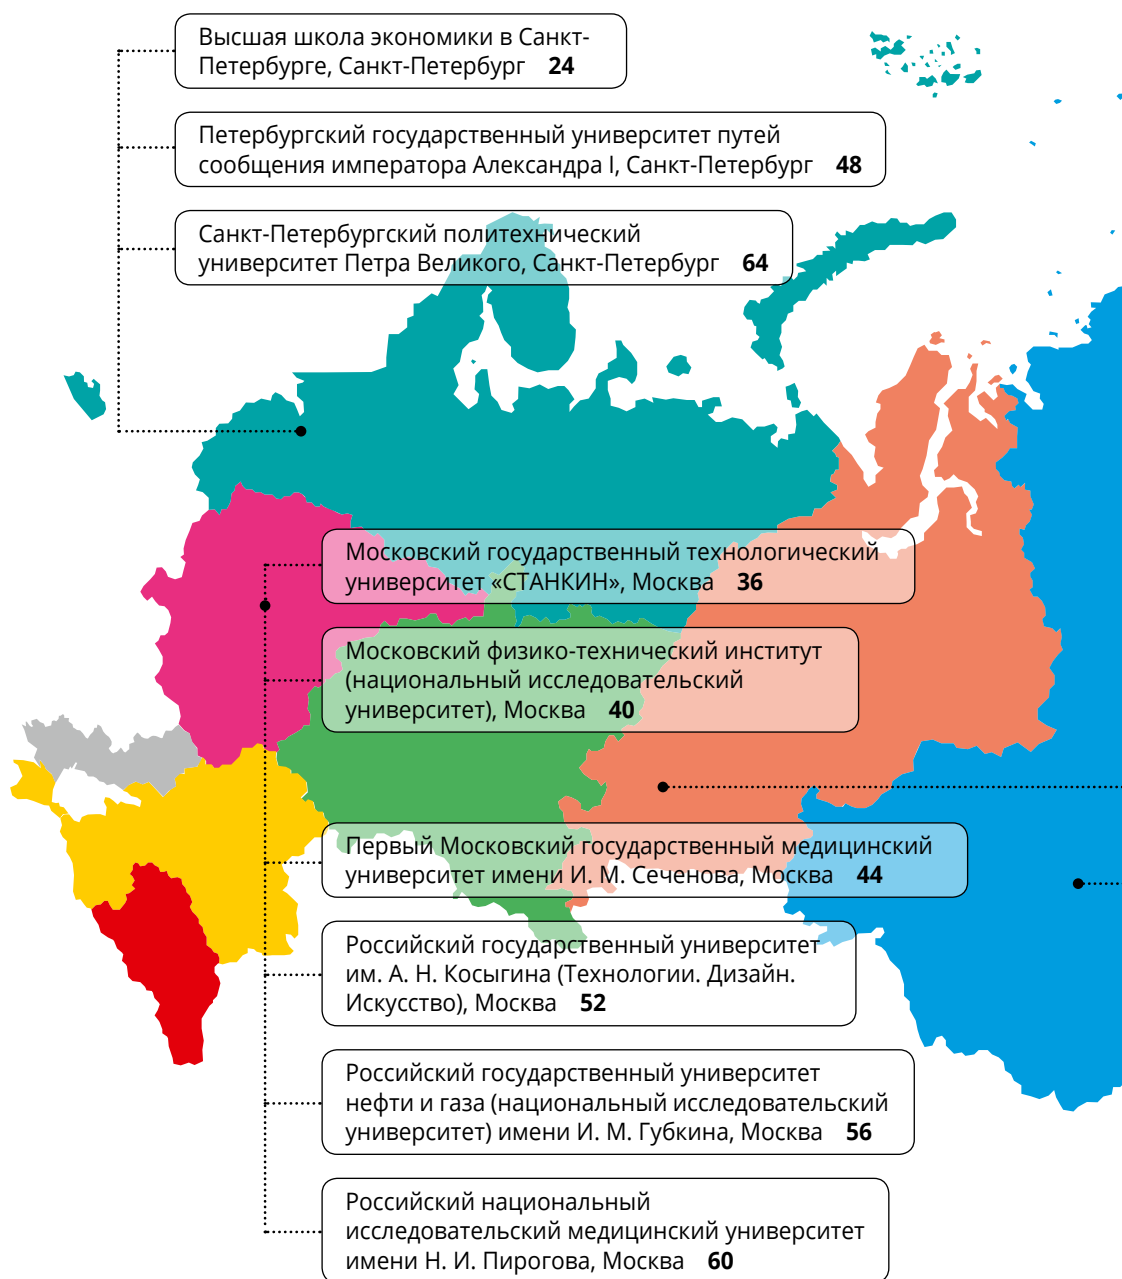 Высшая школа экономики в Санкт-
Петербурге, Санкт-Петербург 24
Петербургский государственный университет путей
сообщения императора Александра I, Санкт-Петербург 48
Санкт-Петербургский политехнический
университет Петра Великого, Санкт-Петербург 64
Московский государственный технологический
университет «СТАНКИН», Москва 36
Московский физико-технический институт
(национальный исследовательский
университет), Москва 40
Первый Московский государственный медицинский
университет имени И. М. Сеченова, Москва 44
Российский государственный университет
им. А. Н. Косыгина (Технологии. Дизайн.
Искусство), Москва 52
Российский государственный университет
нефти и газа (национальный исследовательский
университет) имени И. М. Губкина, Москва 56
Российский национальный
исследовательский медицинский университет
имени Н. И. Пирогова, Москва 60